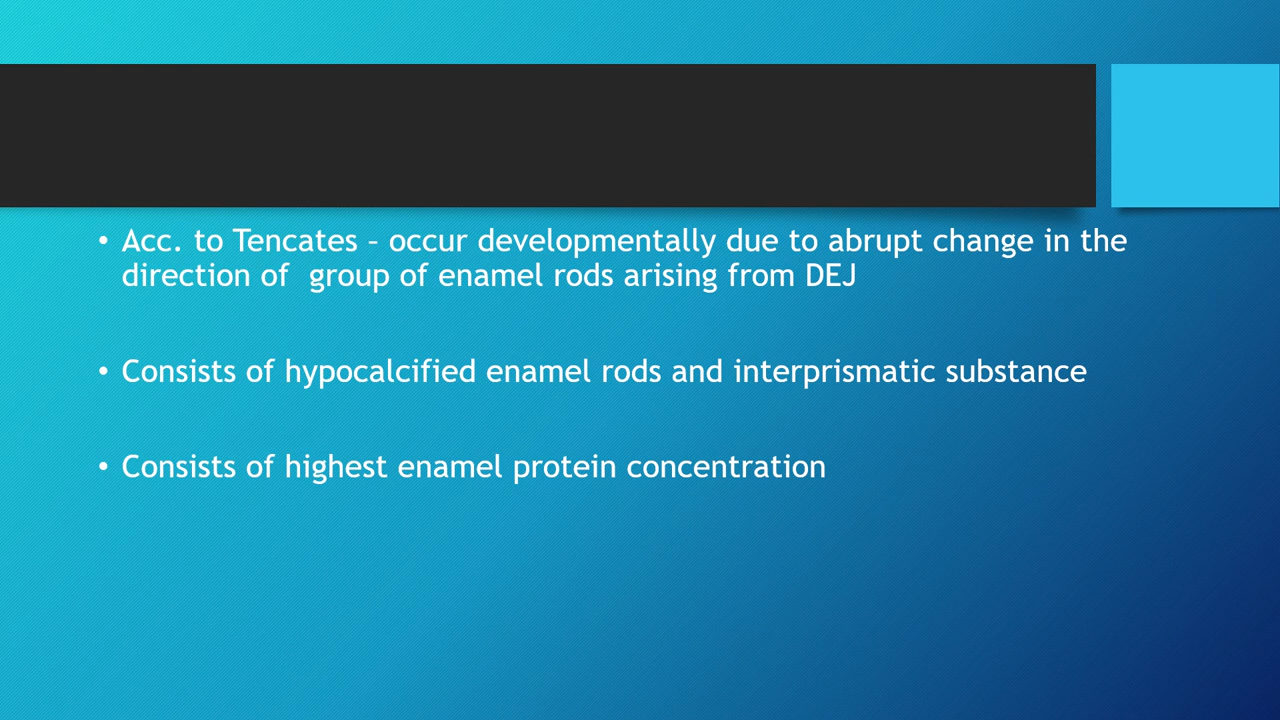 • Acc. to Tencates – occur developmentally due to abrupt change in the
direction of  group of enamel rods arising from DEJ
• Consists of hypocalcified enamel rods and interprismatic substance
• Consists of highest enamel protein concentration